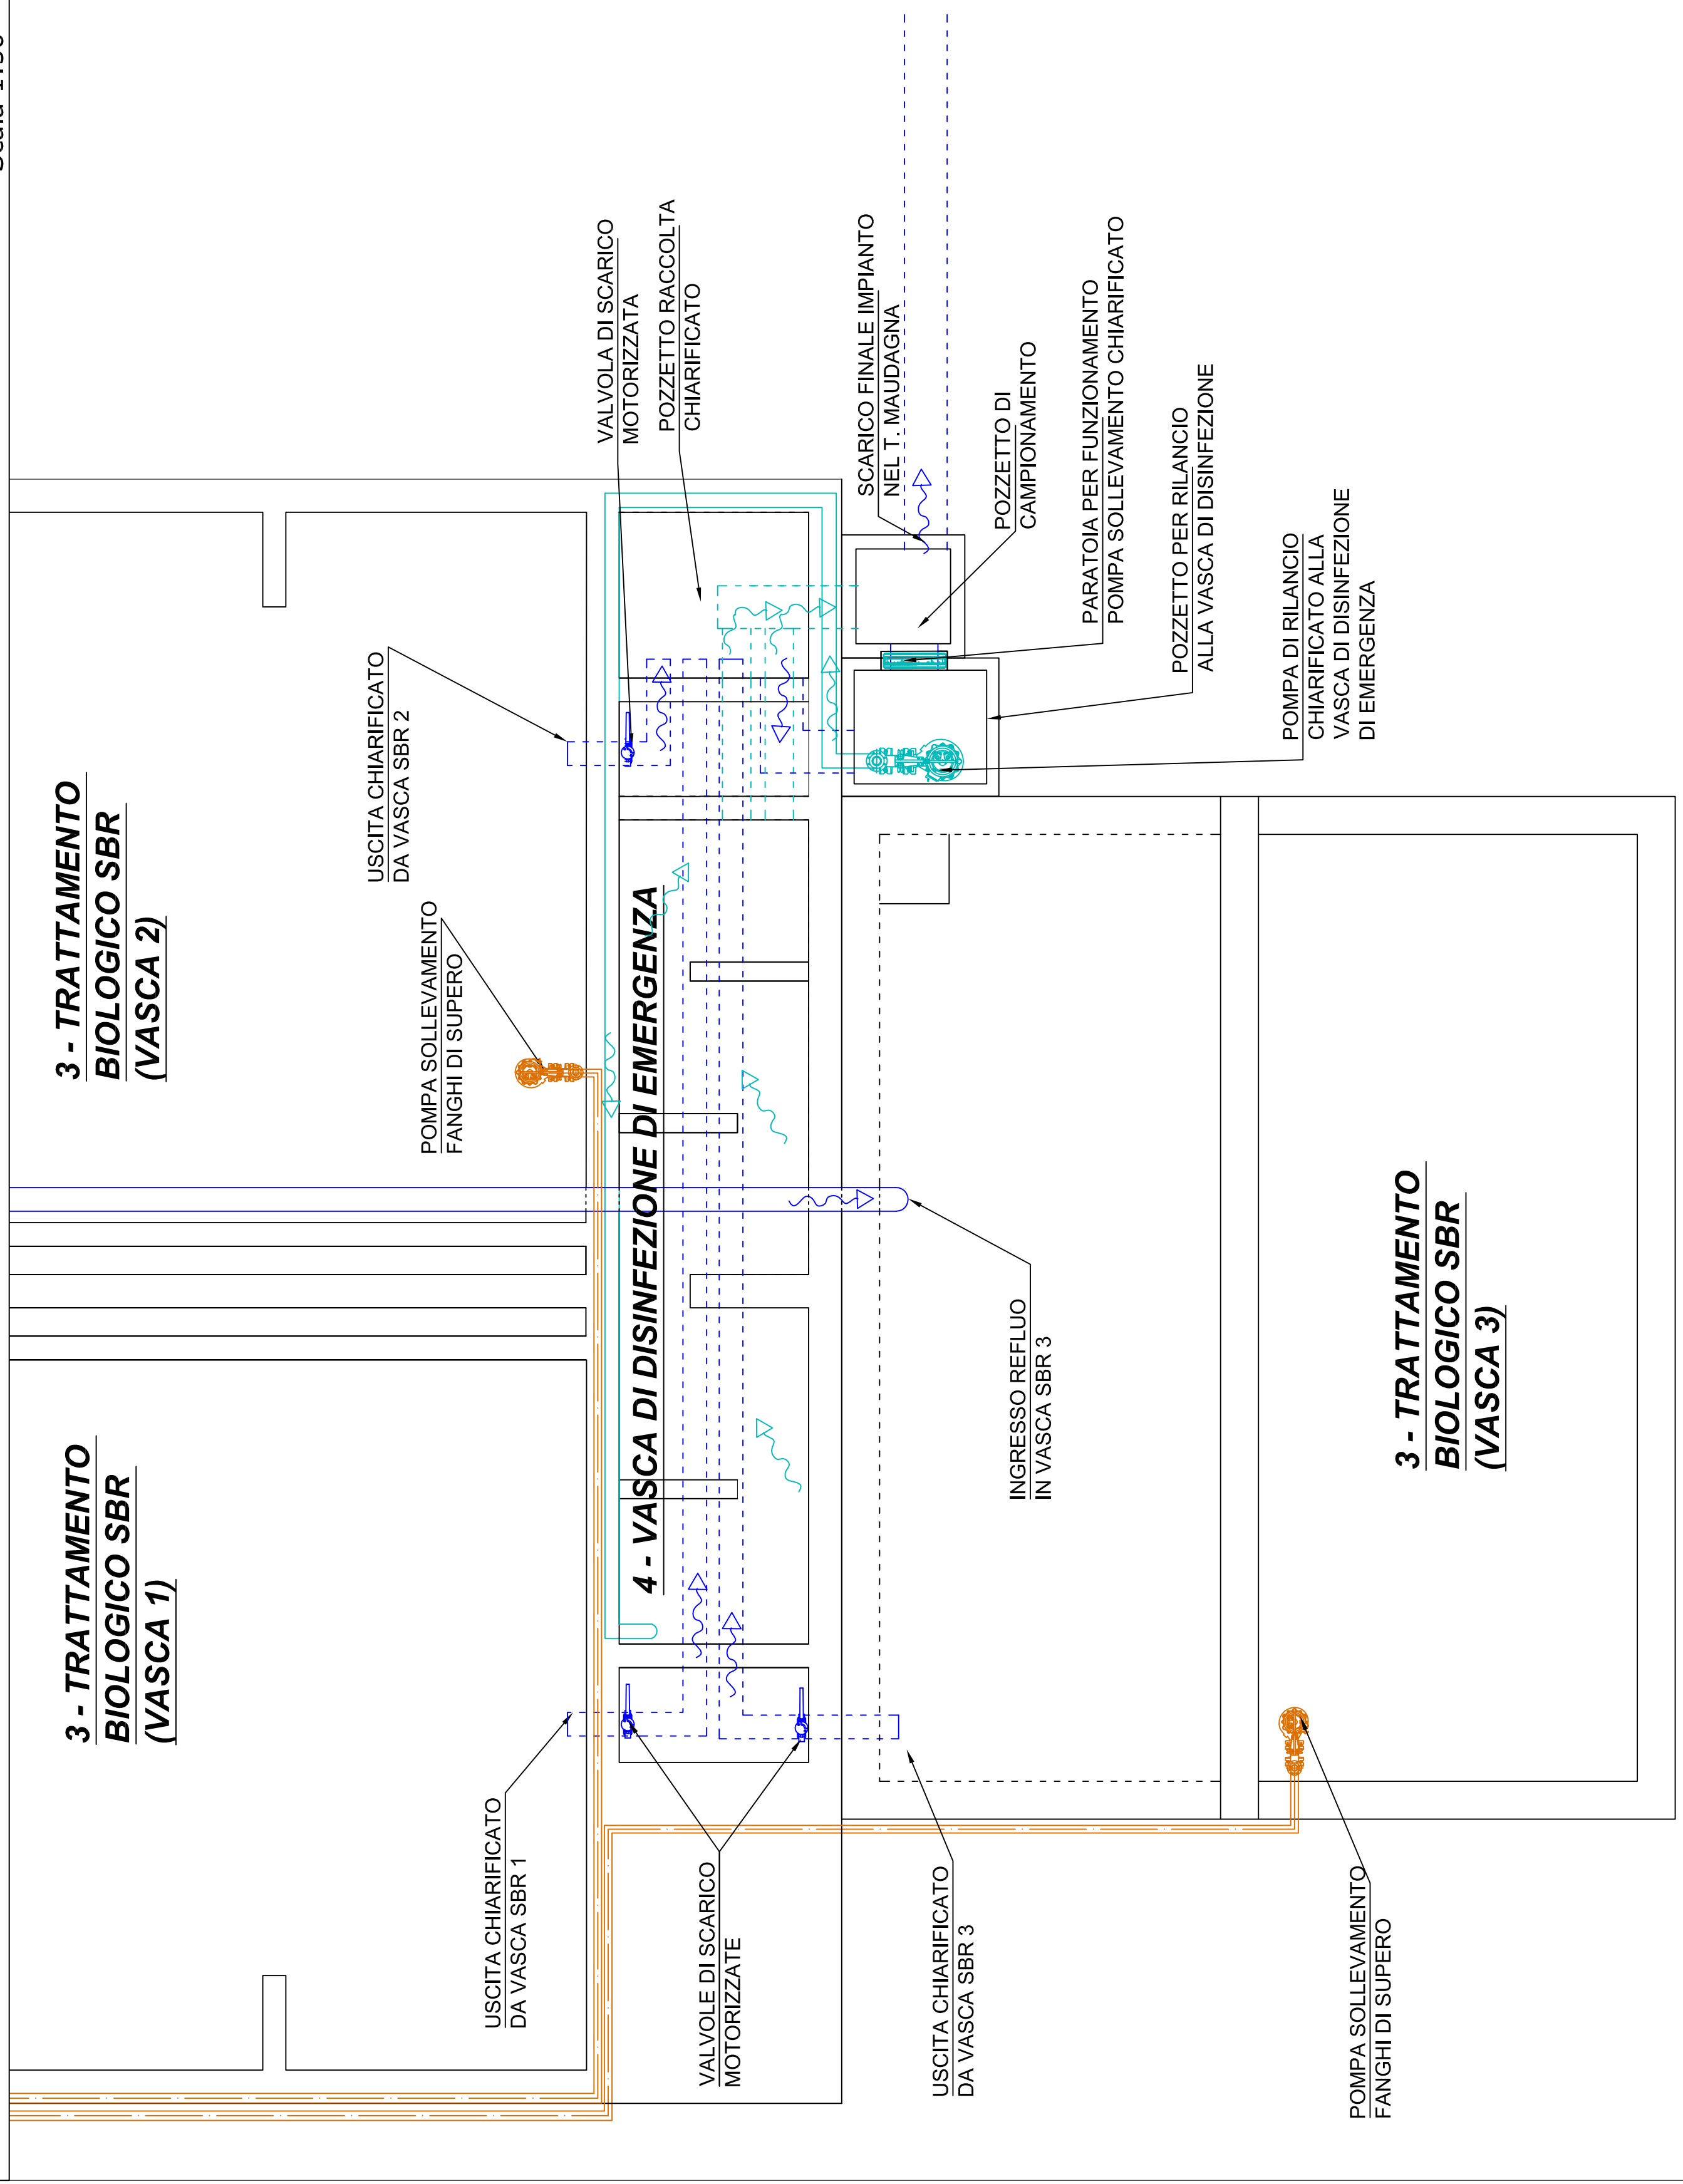 3 - TRATTAMENTO
BIOLOGICO SBR
(VASCA 1)
3 - TRATTAMENTO
BIOLOGICO SBR
(VASCA 2)
USCITA CHIARIFICATO
DA VASCA SBR 2
POMPA SOLLEVAMENTO
FANGHI DI SUPERO
USCITA CHIARIFICATO
DA VASCA SBR 1
VALVOLA DI SCARICO
MOTORIZZATA
POZZETTO RACCOLTA
CHIARIFICATO
4 - VASCA DI DISINFEZIONE DI EMERGENZA
VALVOLE DI SCARICO
MOTORIZZATE
SCARICO FINALE IMPIANTO
NEL T. MAUDAGNA
POZZETTO DI
CAMPIONAMENTO
PARATOIA PER FUNZIONAMENTO
POMPA SOLLEVAMENTO CHIARIFICATO
POZZETTO PER RILANCIO
ALLA VASCA DI DISINFEZIONE
POMPA DI RILANCIO
CHIARIFICATO ALLA
VASCA DI DISINFEZIONE
DI EMERGENZA
INGRESSO REFLUO
IN VASCA SBR 3
USCITA CHIARIFICATO
DA VASCA SBR 3
3 - TRATTAMENTO
BIOLOGICO SBR
(VASCA 3)
POMPA SOLLEVAMENTO
FANGHI DI SUPERO